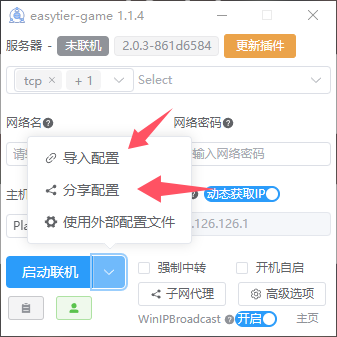 easytier-game 1.1.4
服务器 - 未联机 2.0.3-861d6584 更新插件
tcp × + 1 Select
网络名 网络密码
请 输入网络密码
导入配置
分享配置
使用外部配置文件
主机 动态获取IP
Pla .126.126.1
启动联机 强制中转 开机自启
子网代理 高级选项
WinIPBroadcast 开启 主页